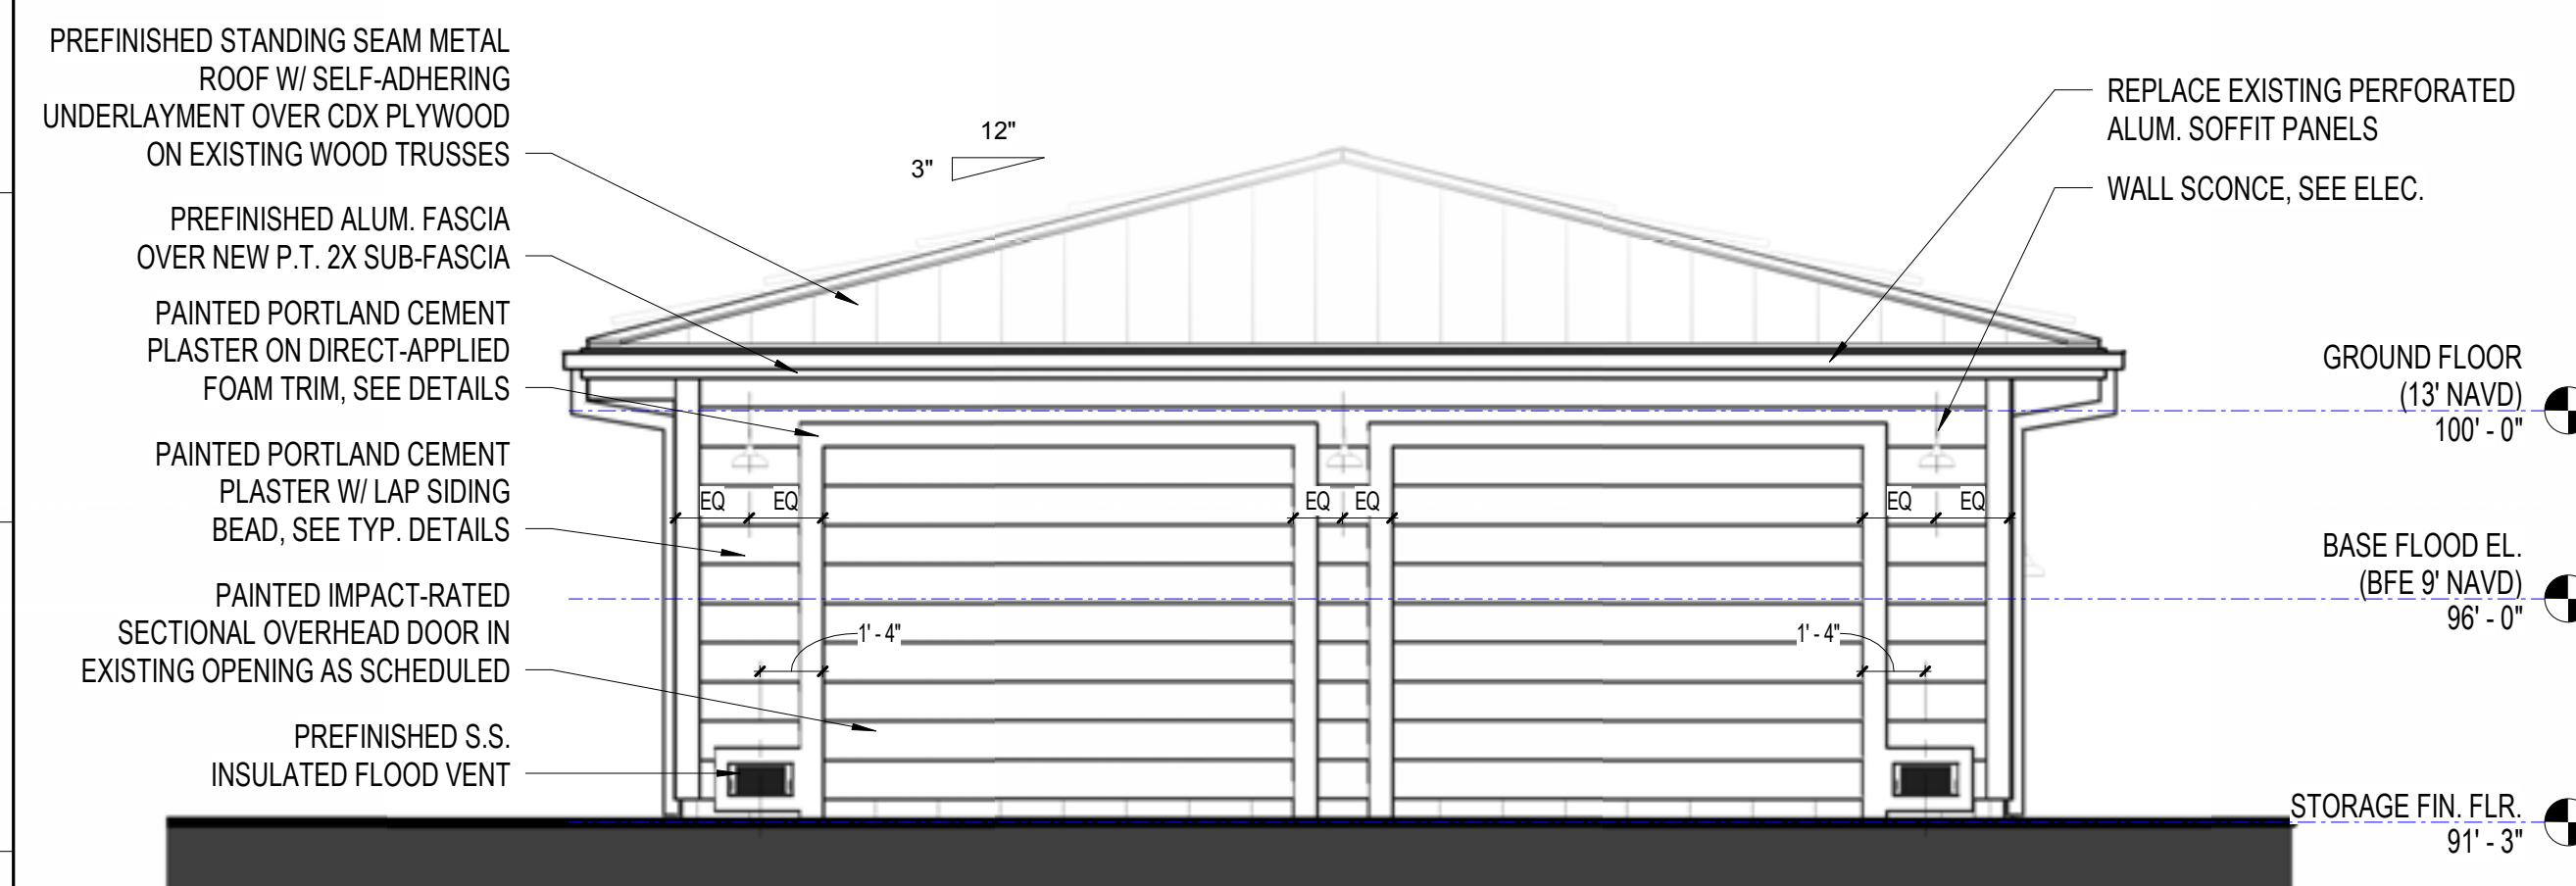 PREFINISHED STANDING SEAM METAL
ROOF W/ SELF-ADHERING
UNDERLAYMENT OVER CDX PLYWOOD
ON EXISTING WOOD TRUSSES
PREFINISHED ALUM. FASCIA
OVER NEW P.T. 2X SUB-FASCIA
PAINTED PORTLAND CEMENT
PLASTER ON DIRECT-APPLIED
FOAM TRIM, SEE DETAILS
PAINTED PORTLAND CEMENT
PLASTER W/ LAP SIDING
BEAD, SEE TYP. DETAILS
PAINTED IMPACT-RATED
SECTIONAL OVERHEAD DOOR IN
EXISTING OPENING AS SCHEDULED
PREFINISHED S.S.
INSULATED FLOOD VENT
12"
3"
EQ EQ EQ EQ EQ EQ
1' - 4" 1' - 4"
REPLACE EXISTING PERFORATED
ALUM. SOFFIT PANELS
WALL SCONCE, SEE ELEC.
GROUND FLOOR
(13' NAVD)
100' - 0"
BASE FLOOD EL.
(BFE 9' NAVD)
96' - 0"
STORAGE FIN. FLR.
91' - 3"